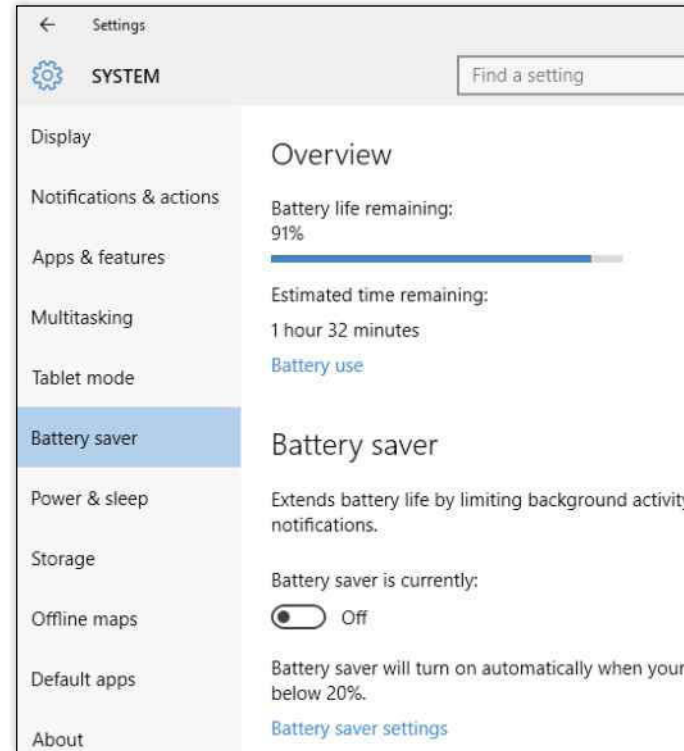 Settings
SYSTEM
Find a setting
Display
Notifications & actions
Apps & features
Multitasking
Tablet mode
Battery saver
Power & sleep
Storage
Offline maps
Default apps
About
Overview
Battery life remaining:
91%
Estimated time remaining:
1 hour 32 minutes
Battery use
Battery saver
Extends battery life by limiting background activity
notifications.
Battery saver is currently:
Off
Battery saver will turn on automatically when your
below 20%.
Battery saver settings